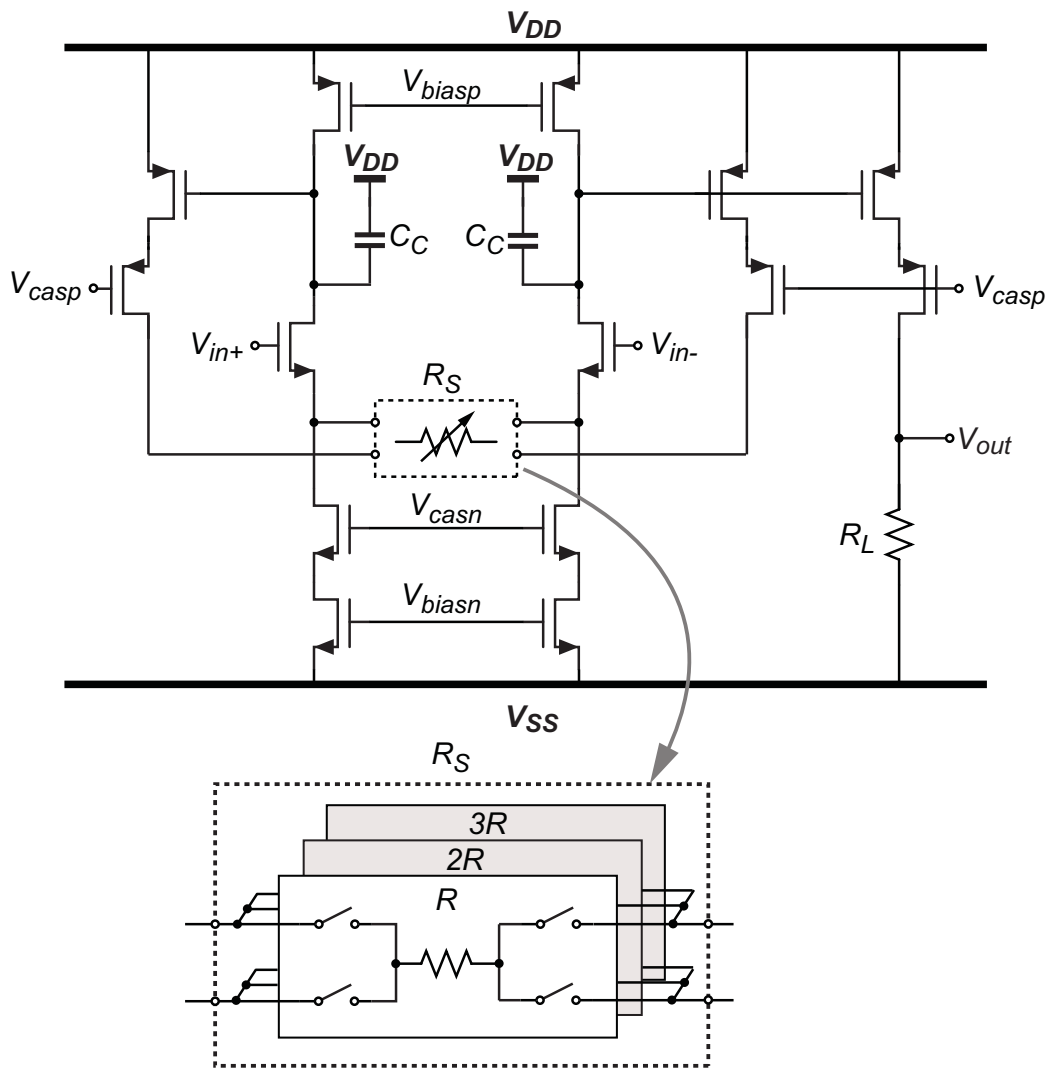 VDD
Vbiasp
VDD VDD
CC CC
Vcasp Vcasp
Vin+ Vin-
RS
Vout
Vcasn
RL
Vbiasn
VSS
RS
3R
2R
R